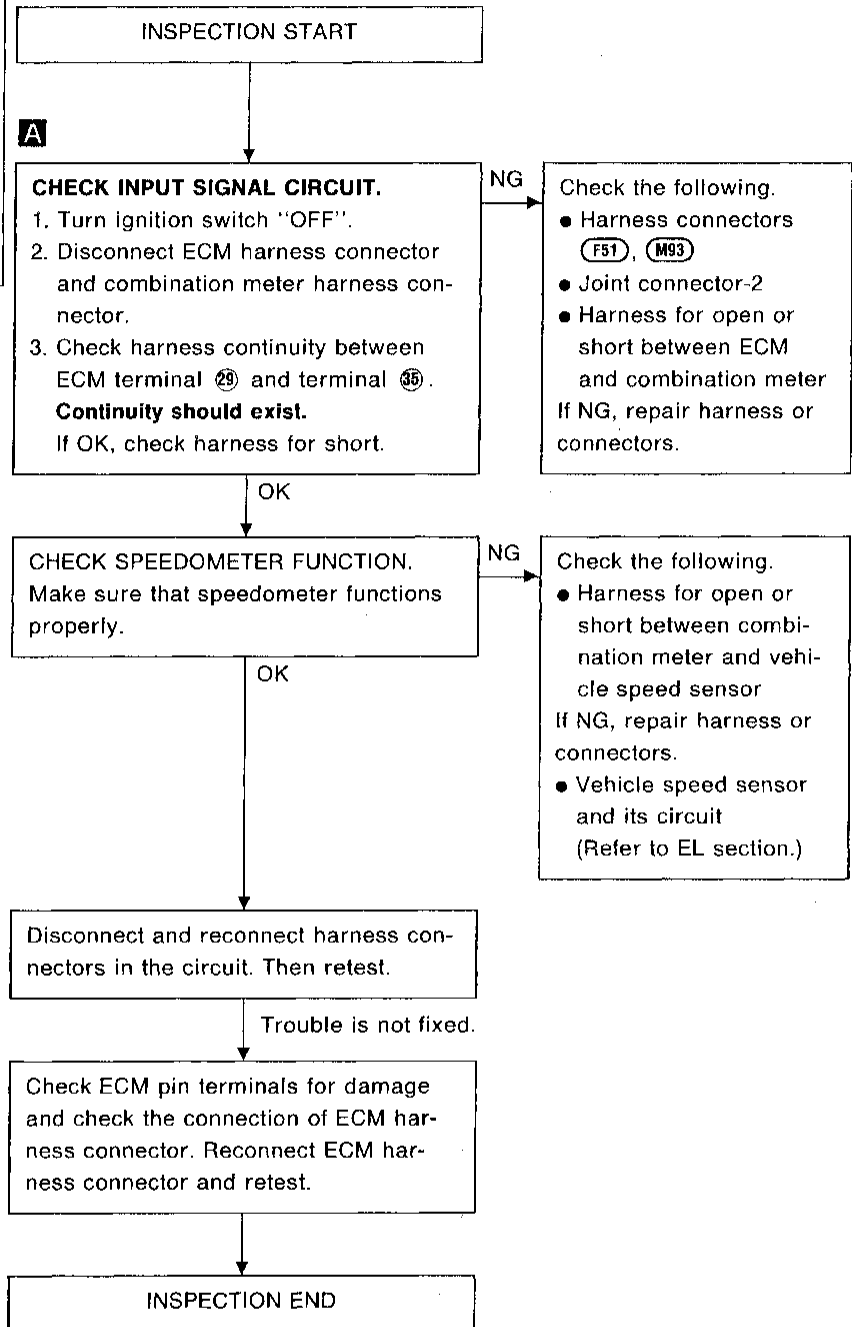 INSPECTION START
A
CHECK INPUT SIGNAL CIRCUIT.
1. Turn ignition switch "OFF".
2. Disconnect ECM harness connector
and combination meter harness con-
nector.
3. Check harness continuity between
ECM terminal 29 and terminal 35.
Continuity should exist.
If OK, check harness for short.
NG
Check the following.
● Harness connectors
F51, M93
● Joint connector-2
● Harness for open or
short between ECM
and combination meter
If NG, repair harness or
connectors.
OK
CHECK SPEEDOMETER FUNCTION.
Make sure that speedometer functions
properly.
NG
Check the following.
● Harness for open or
short between combi-
nation meter and vehi-
cle speed sensor
If NG, repair harness or
connectors.
● Vehicle speed sensor
and its circuit
(Refer to EL section.)
OK
Disconnect and reconnect harness con-
nectors in the circuit. Then retest.
Trouble is not fixed.
Check ECM pin terminals for damage
and check the connection of ECM har-
ness connector. Reconnect ECM har-
ness connector and retest.
INSPECTION END